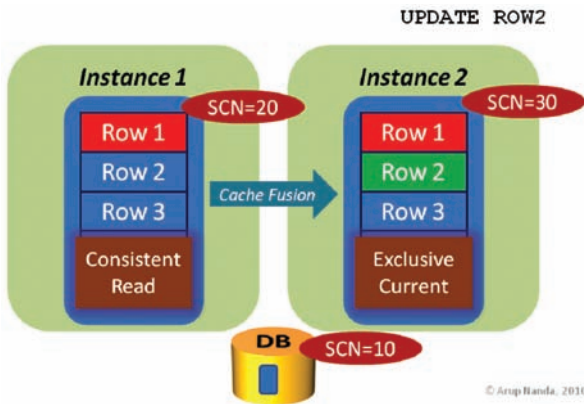 UPDATE ROW2
Instance 1
SCN=20
Row 1
Row 2
Row 3
Consistent
Read
Cache Fusion
Instance 2
SCN=30
Row 1
Row 2
Row 3
Exclusive
Current
DB
SCN=10
© Arup Nanda, 2010